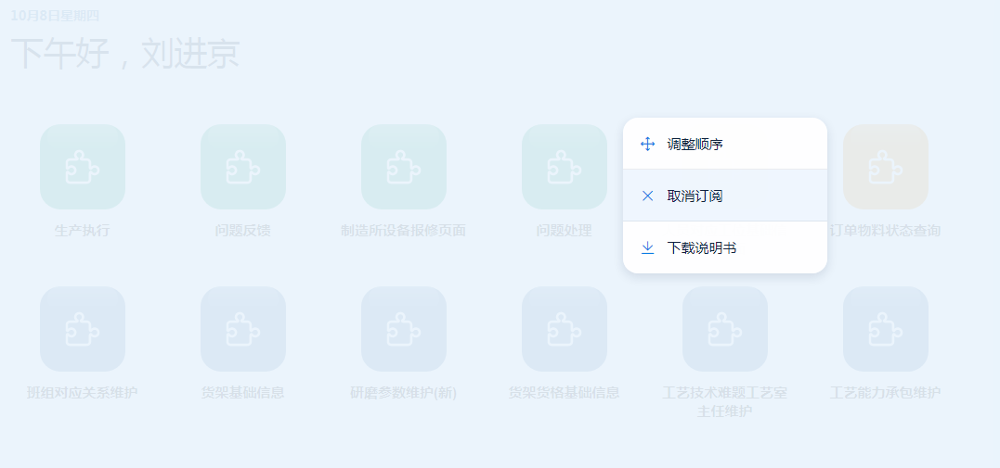 10月8日星期四
下午好，刘进京
调整顺序
取消订阅
下载说明书
生产执行
问题反馈
制造所设备报修页面
问题处理
订单物料状态查询
班组对应关系维护
货架基础信息
研磨参数维护(新)
货架货格基础信息
工艺技术难题工艺室
主任维护
工艺能力承包维护